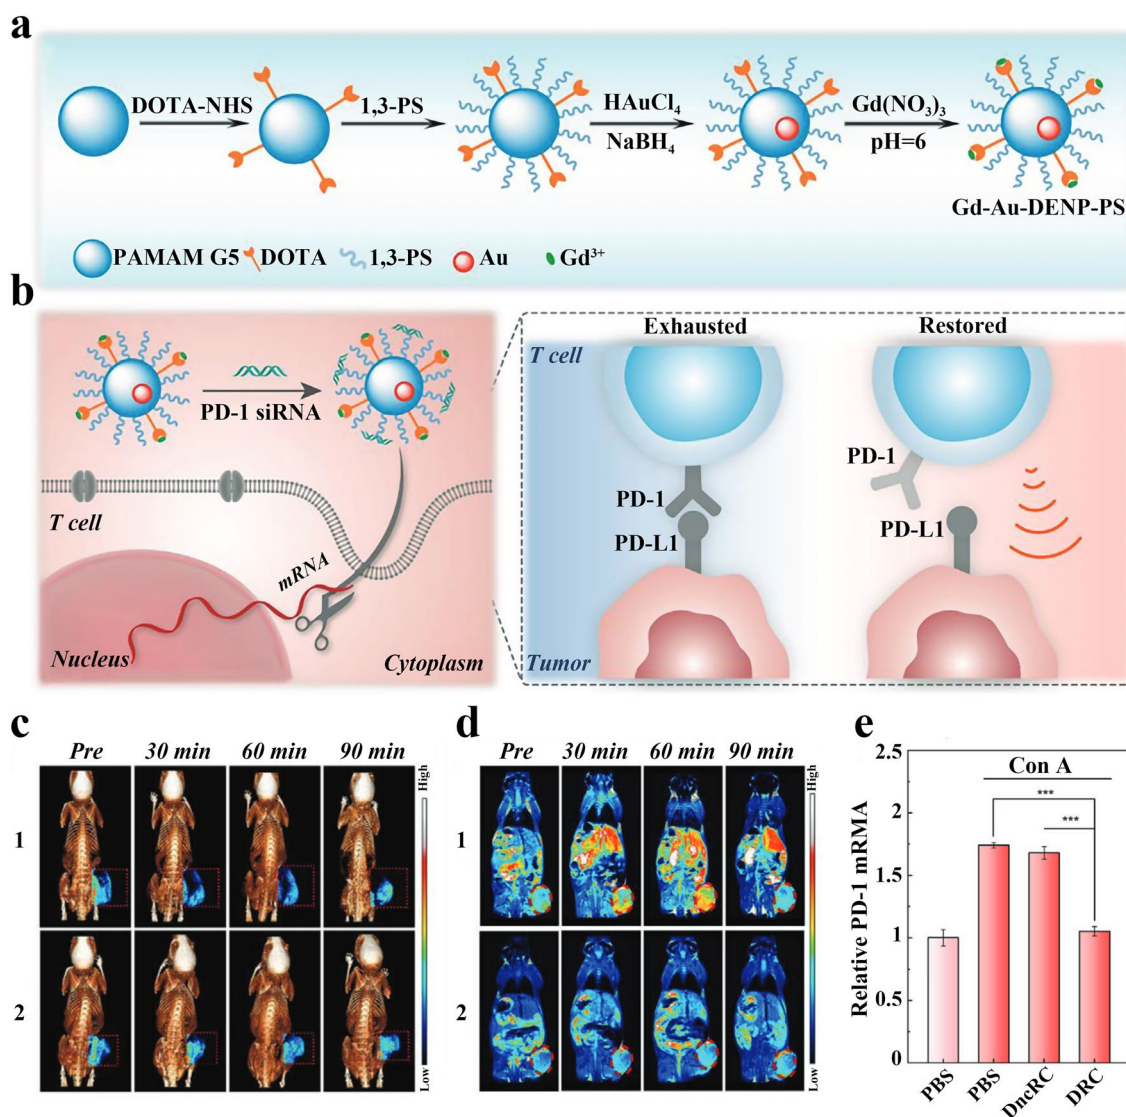 a
DOTA-NHS
1,3-PS
HAuCl₄
NaBH₄
Gd(NO₃)₃
pH=6
Gd-Au-DENP-PS
PAMAM G5
DOTA
1,3-PS
Au
Gd³⁺
b
PD-1 siRNA
T cell
mRNA
Nucleus
Cytoplasm
Exhausted
Restored
T cell
PD-1
PD-1
PD-L1
PD-L1
Tumor
c
Pre
30 min
60 min
90 min
1
2
High
Low
d
Pre
30 min
60 min
90 min
1
2
High
Low
e
Relative PD-1 mRMA
2.5
2
1.5
1
0.5
0
Con A
***
***
PBS
PBS
DncRC
DRC